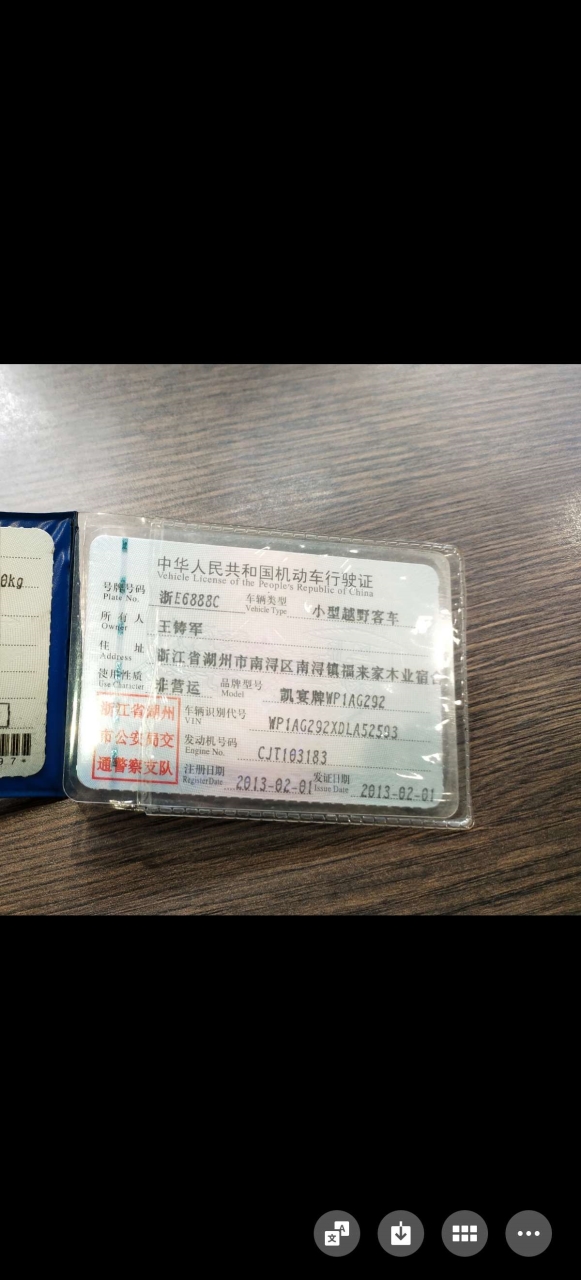 0kg
9.7*
中华人民共和国机动车行驶证
Vehicle License of the People's Republic of China
号牌号码 浙E6888C 车辆类型 小型越野客车
Plate No. Vehicle Type
所有人 王铸军
Owner
住址 浙江省湖州市南浔区南浔镇福来家木业宿
Address
使用性质 非营运 品牌型号 凯宴牌WP1AG292
Use Character Model
浙江省湖州
市公安局交
通警察支队
车辆识别代号 WP1AG292XDLA52593
VIN
发动机号码 CJT103183
Engine No.
注册日期 2013-02-01 发证日期 2013-02-01
Register Date Issue Date